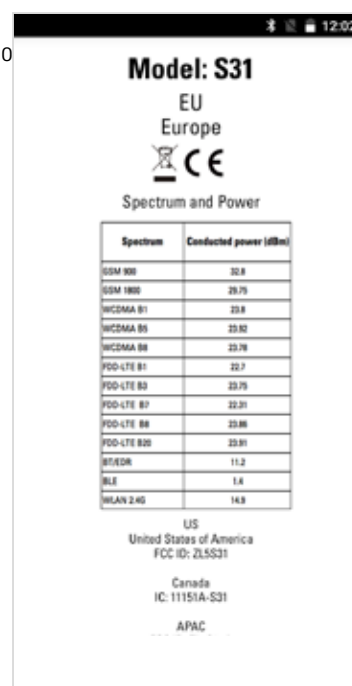 12:02
0
Model: S31
EU
Europe
CE
Spectrum and Power
Spectrum Conducted power (dBm)
GSM 900 32.8
GSM 1800 29.75
WCDMA B1 23.8
WCDMA B5 23.92
WCDMA B8 23.78
FDD-LTE B1 22.7
FDD-LTE B3 23.75
FDD-LTE B7 22.31
FDD-LTE B8 23.86
FDD-LTE B20 23.91
BT/EDR 11.2
BLE 1.4
WLAN 2.4G 14.9
US
United States of America
FCC ID: ZL5S31
Canada
IC: 11151A-S31
APAC